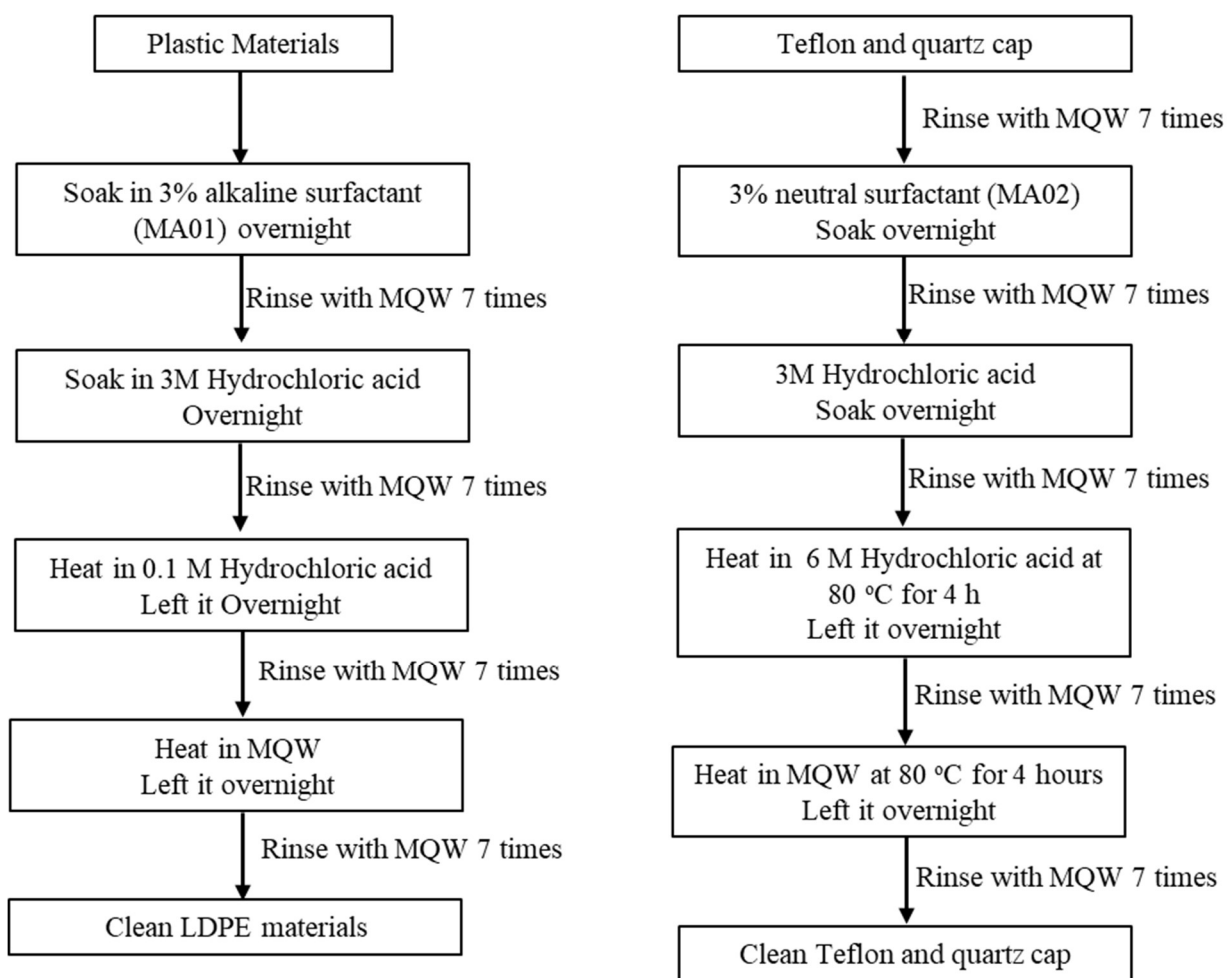 Plastic Materials
Soak in 3% alkaline surfactant
(MA01) overnight
Rinse with MQW 7 times
Soak in 3M Hydrochloric acid
Overnight
Rinse with MQW 7 times
Heat in 0.1 M Hydrochloric acid
Left it Overnight
Rinse with MQW 7 times
Heat in MQW
Left it overnight
Rinse with MQW 7 times
Clean LDPE materials
Teflon and quartz cap
Rinse with MQW 7 times
3% neutral surfactant (MA02)
Soak overnight
Rinse with MQW 7 times
3M Hydrochloric acid
Soak overnight
Rinse with MQW 7 times
Heat in 6 M Hydrochloric acid at
80 ºC for 4 h
Left it overnight
Rinse with MQW 7 times
Heat in MQW at 80 ºC for 4 hours
Left it overnight
Rinse with MQW 7 times
Clean Teflon and quartz cap